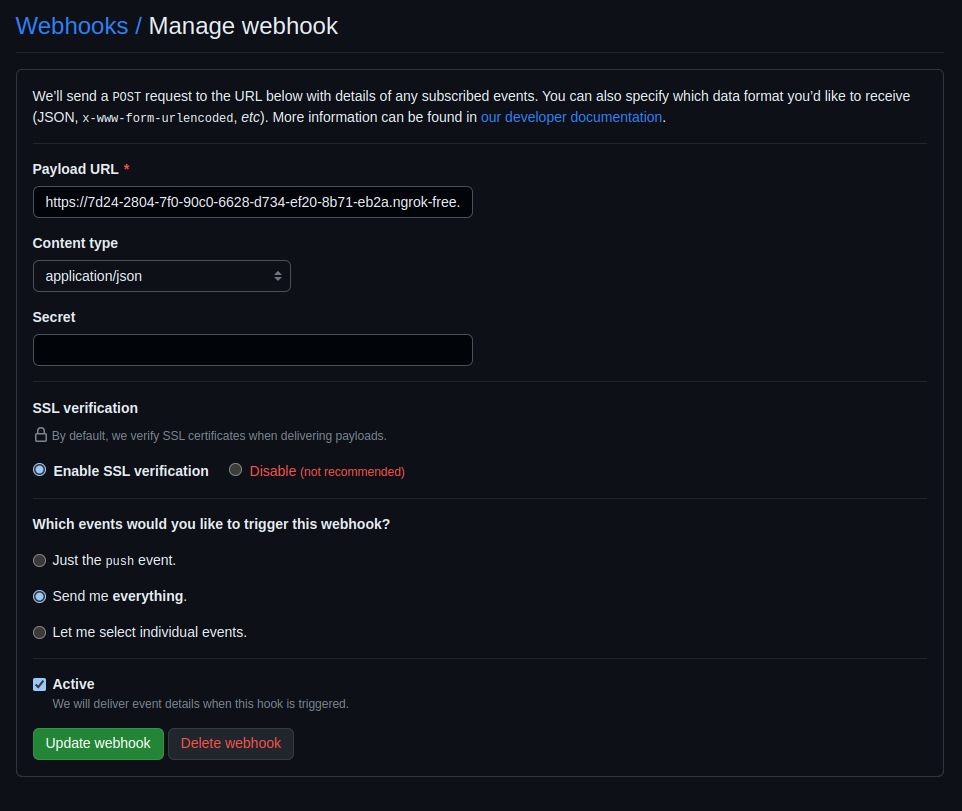 Webhooks / Manage webhook
We'll send a POST request to the URL below with details of any subscribed events. You can also specify which data format you'd like to receive
(JSON, x-www-form-urlencoded, etc). More information can be found in our developer documentation.
Payload URL *
https://7d24-2804-7f0-90c0-6628-d734-ef20-8b71-eb2a.ngrok-free.
Content type
application/json
Secret
SSL verification
By default, we verify SSL certificates when delivering payloads.
Enable SSL verification Disable (not recommended)
Which events would you like to trigger this webhook?
Just the push event.
Send me everything.
Let me select individual events.
Active
We will deliver event details when this hook is triggered.
Update webhook Delete webhook